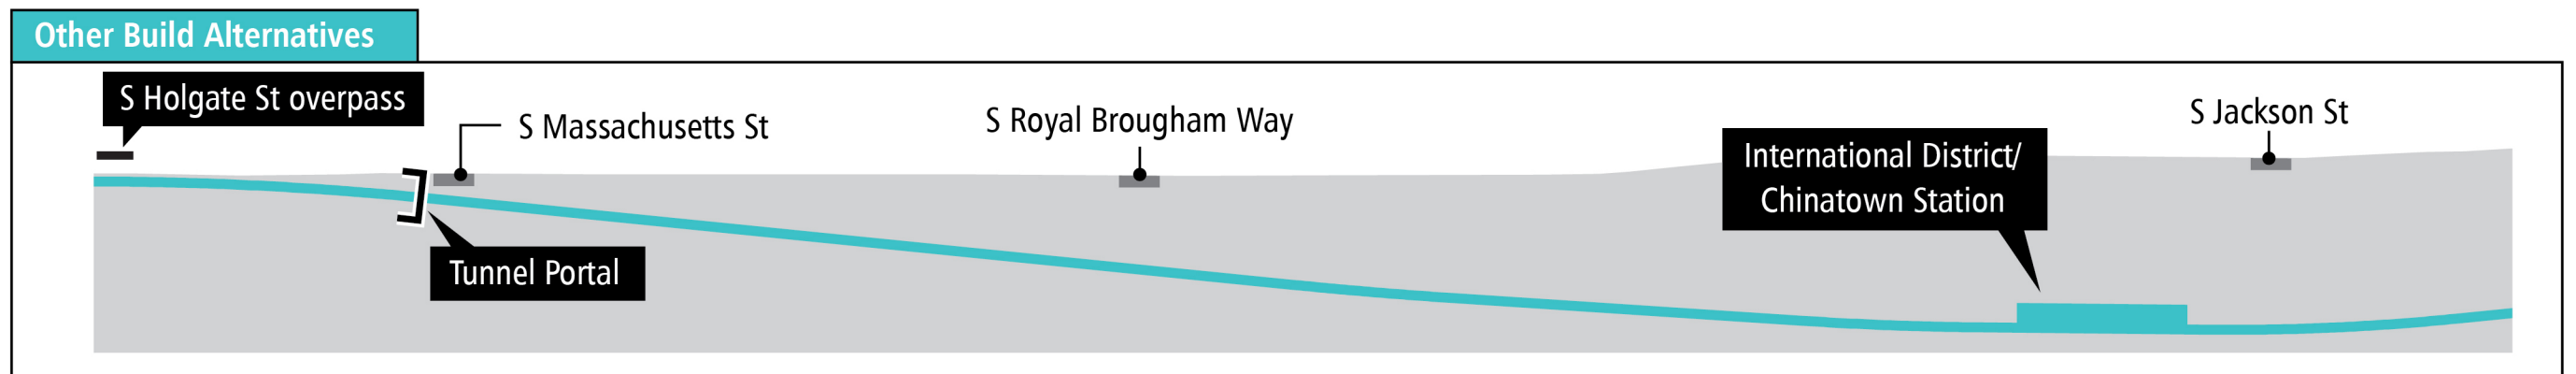 Other Build Alternatives
S Holgate St overpass
S Massachusetts St
S Royal Brougham Way
S Jackson St
International District/
Chinatown Station
Tunnel Portal